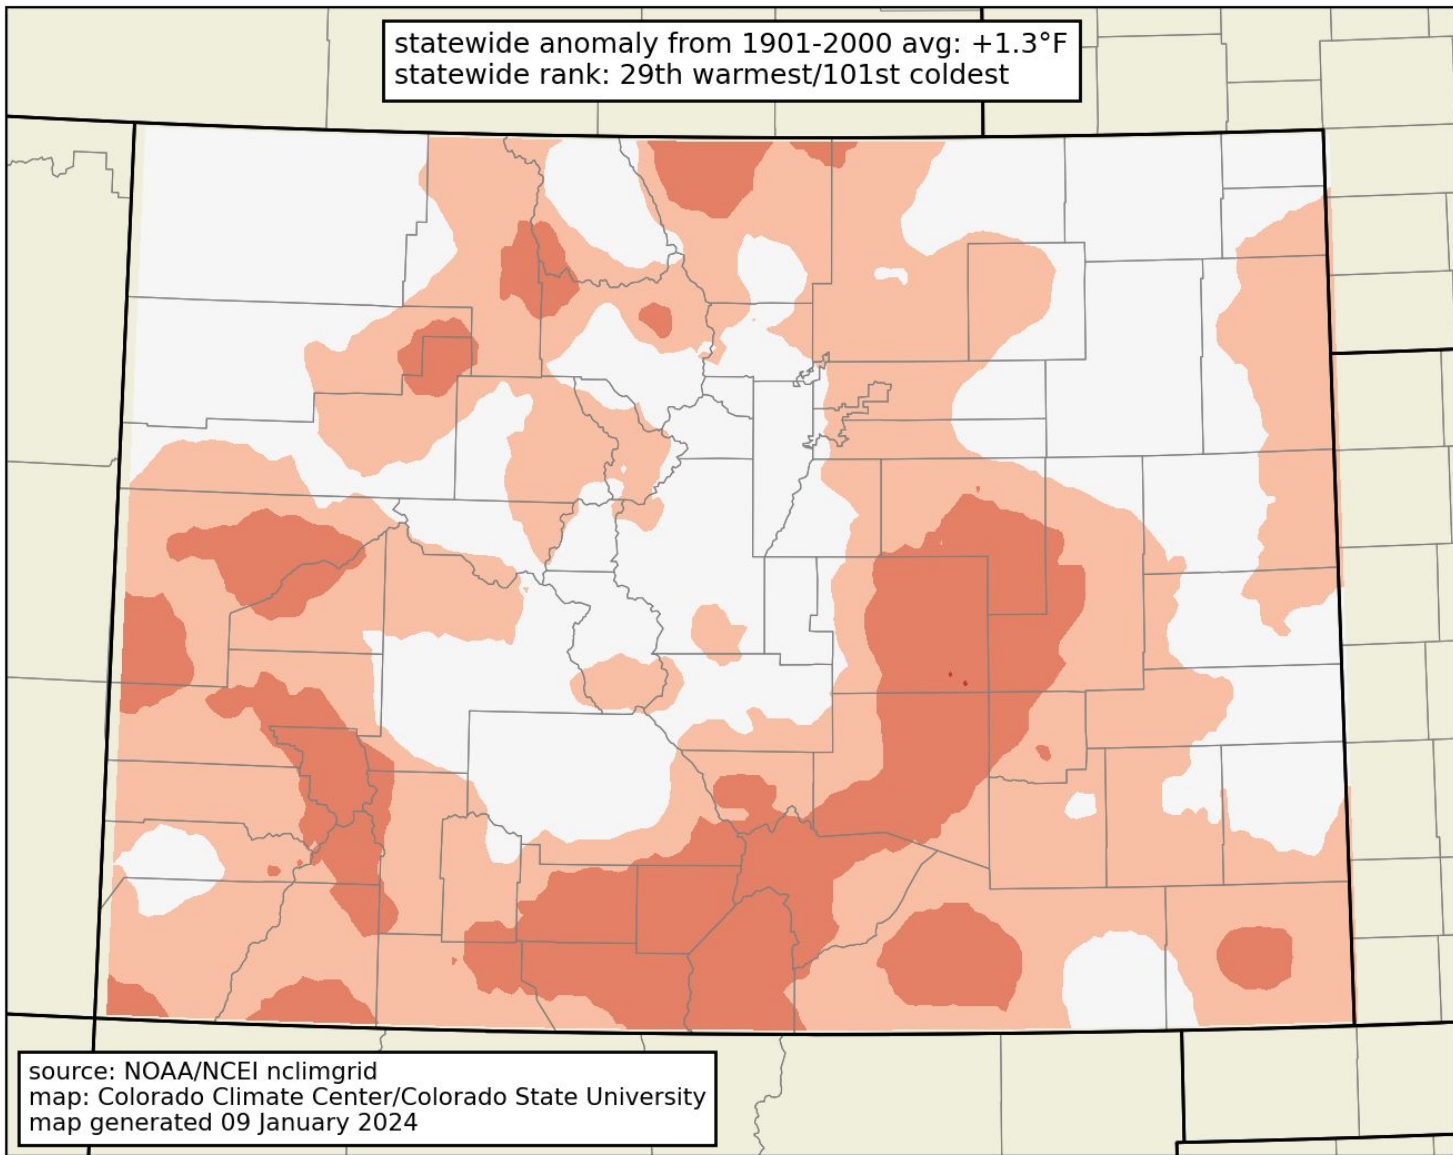 statewide anomaly from 1901-2000 avg: +1.3°F
statewide rank: 29th warmest/101st coldest
source: NOAA/NCEI nclimgrid
map: Colorado Climate Center/Colorado State University
map generated 09 January 2024